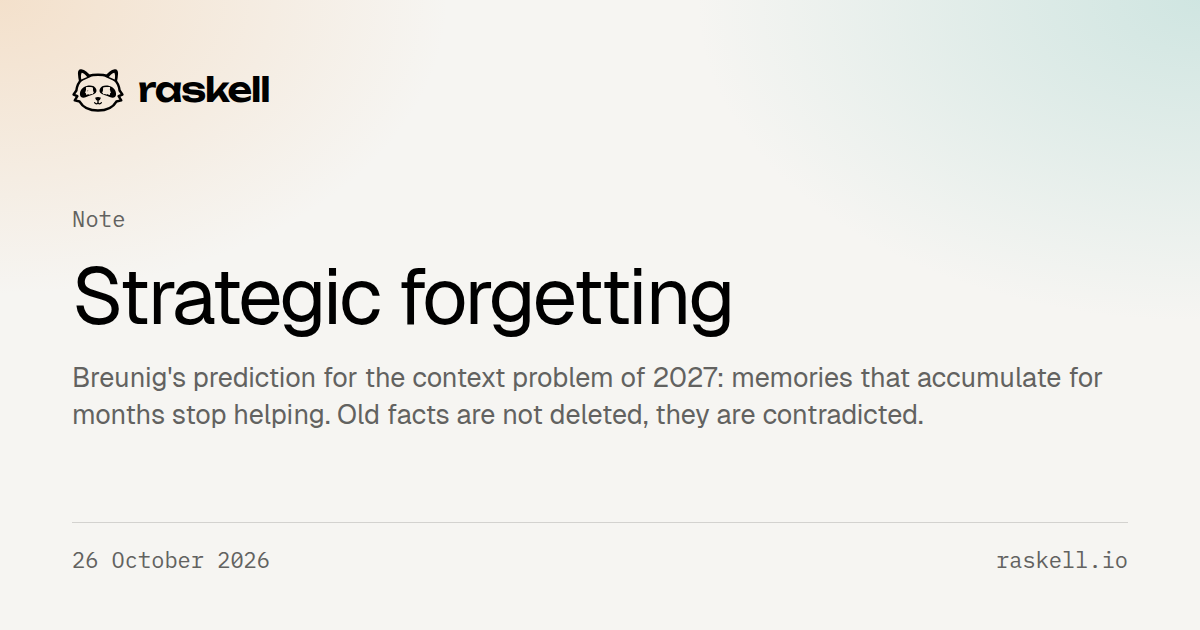 raskell
Note
Strategic forgetting
Breunig's prediction for the context problem of 2027: memories that accumulate for
months stop helping. Old facts are not deleted, they are contradicted.
26 October 2026
raskell.io